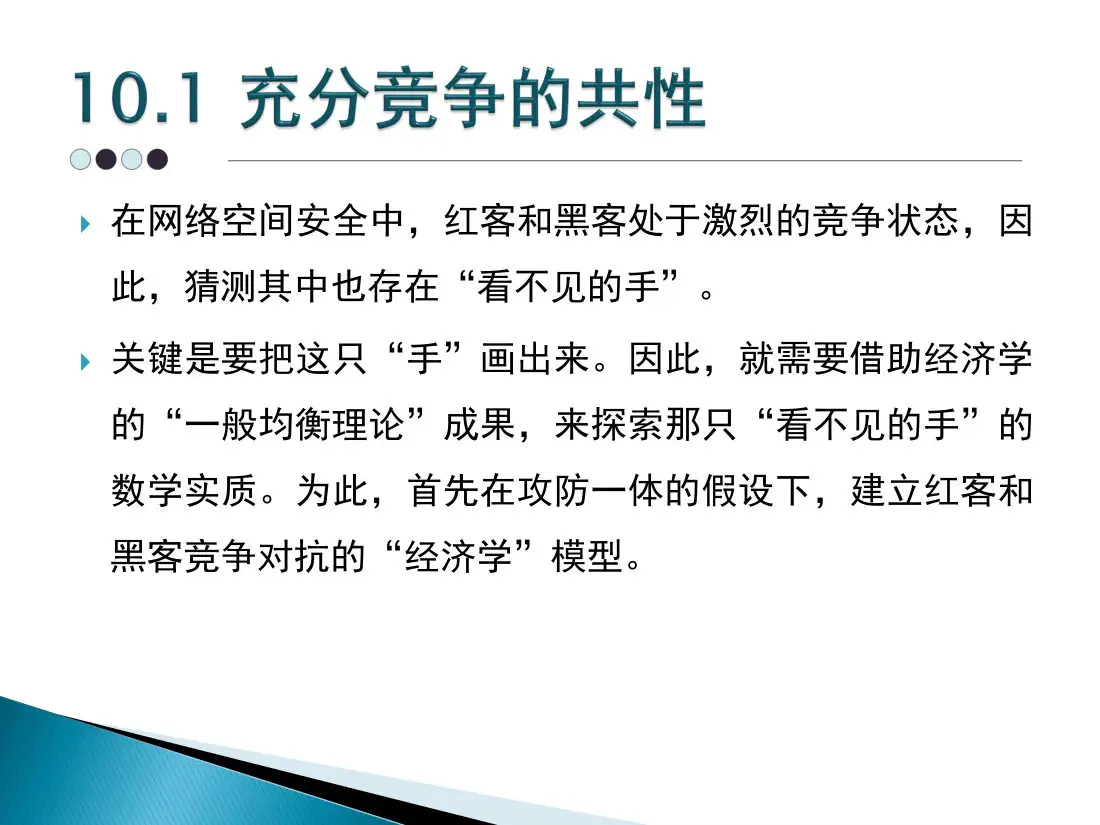 10.1 充分竞争的共性
在网络空间安全中，红客和黑客处于激烈的竞争状态，因
此，猜测其中也存在“看不见的手”。
关键是要把这只“手”画出来。因此，就需要借助经济学
的“一般均衡理论”成果，来探索那只“看不见的手”的
数学实质。为此，首先在攻防一体的假设下，建立红客和
黑客竞争对抗的“经济学”模型。